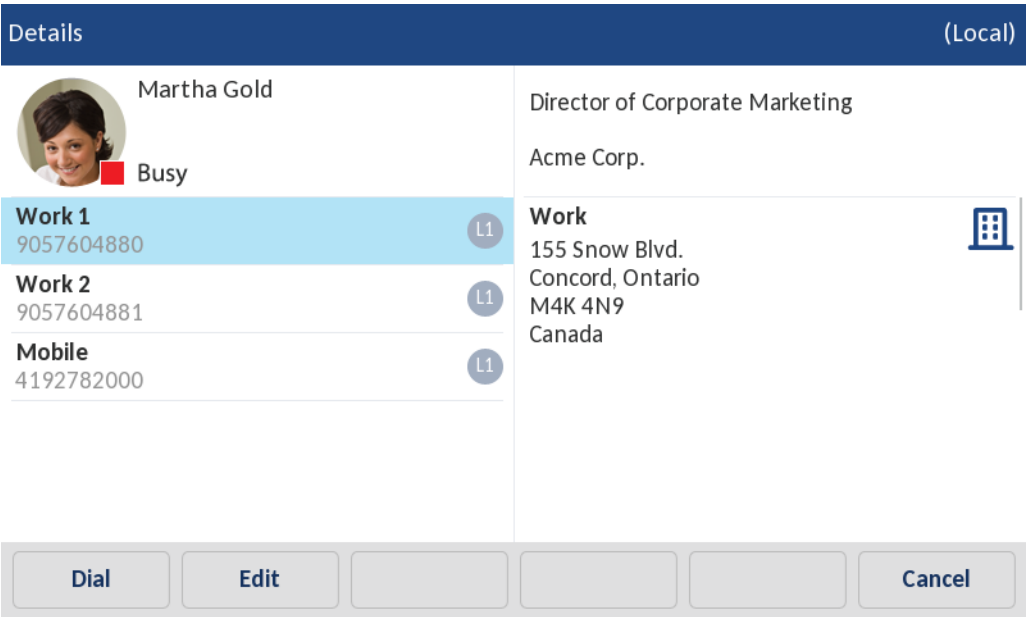 Details
(Local)
Martha Gold
Busy
Work 1
9057604880
L1
Work 2
9057604881
L1
Mobile
4192782000
L1
Director of Corporate Marketing
Acme Corp.
Work
155 Snow Blvd.
Concord, Ontario
M4K 4N9
Canada
Dial
Edit
Cancel